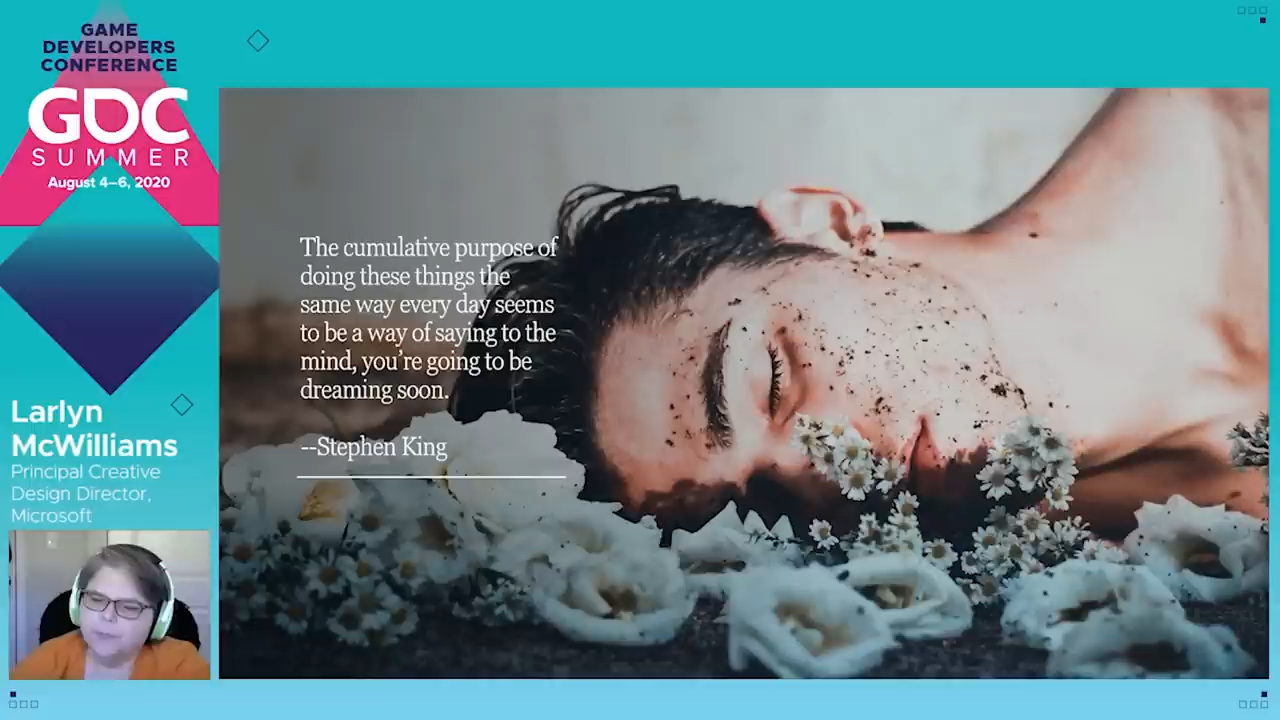 GAME
DEVELOPERS
CONFERENCE
GDC
SUMMER
August 4–6, 2020
Larlyn
McWilliams
Principal Creative
Design Director,
Microsoft
The cumulative purpose of
doing these things the
same way every day seems
to be a way of saying to the
mind, you’re going to be
dreaming soon.
--Stephen King